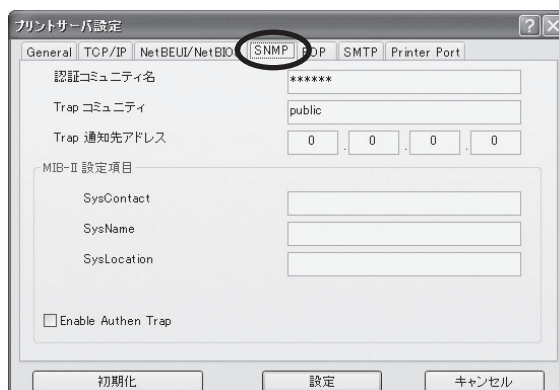 プリントサーバ設定
General TCP/IP NetBEUI/NetBIO SNMP POP SMTP Printer Port
認証コミュニティ名 ******
Trap コミュニティ public
Trap 通知先アドレス 0 . 0 . 0 . 0
MIB-II 設定項目
SysContact
SysName
SysLocation
Enable Authen Trap
初期化 設定 キャンセル